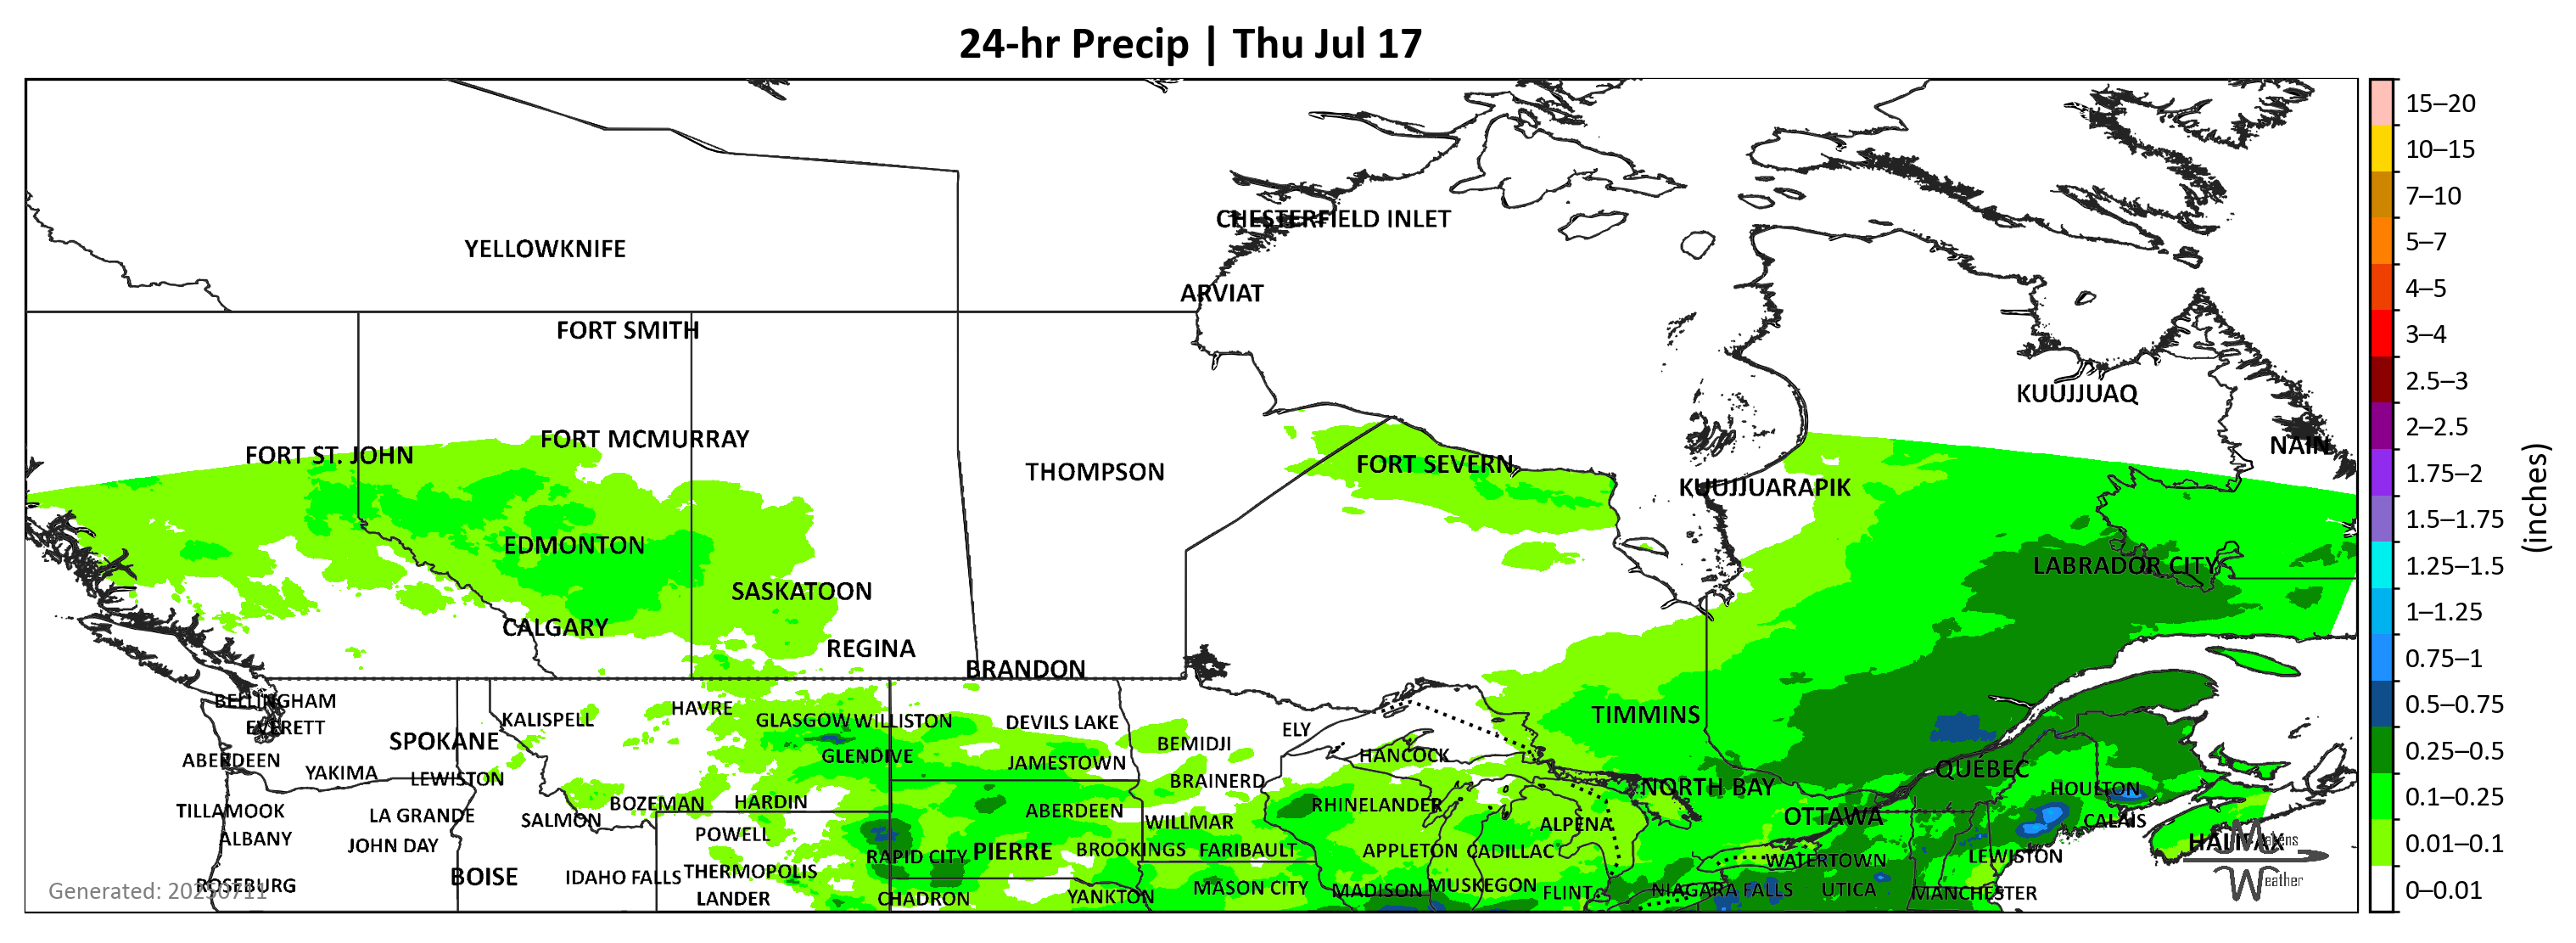 24-hr Precip | Thu Jul 17
CHESTERFIELD INLET
YELLOWKNIFE
ARVIAT
FORT SMITH
KUUJJUAQ
FORT MCMURRAY
NAIN
FORT ST. JOHN
FORT SEVERN
THOMPSON
KUUJJUARAPIK
EDMONTON
LABRADOR CITY
SASKATOON
CALGARY
REGINA
BRANDON
BELLINGHAM
HAVRE
KALISPELL
GLASGOW WILLISTON
DEVILS LAKE
TIMMINS
EVERETT
ELY
SPOKANE
BEMIDJI
ABERDEEN
GLENDIVE
JAMESTOWN
HANCOCK
QUÉBEC
YAKIMA
LEWISTON
BRAINERD
NORTH BAY
HOULTON
TILLAMOOK
LA GRANDE
BOZEMAN
HARDIN
ABERDEEN
RHINELANDER
OTTAWA
SALMON
POWELL
WILLMAR
ALPENA
CALAIS
ALBANY
JOHN DAY
RAPID CITY
PIERRE
BROOKINGS
FARIBAULT
APPLETON
CADILLAC
WATERTOWN
LEWISTON
HALIFAX
Matens
Weather
BOISE
IDAHO FALLS
THERMOPOLIS
ROSEBURG
LANDER
CHADRON
YANKTON
MASON CITY
MADISON
MUSKEGON
FLINT
NIAGARA FALLS
UTICA
MANCHESTER
Generated: 20250711
15–20
10–15
7–10
5–7
4–5
3–4
2.5–3
2–2.5
1.75–2
1.5–1.75
1.25–1.5
1–1.25
0.75–1
0.5–0.75
0.25–0.5
0.1–0.25
0.01–0.1
0–0.01
(inches)